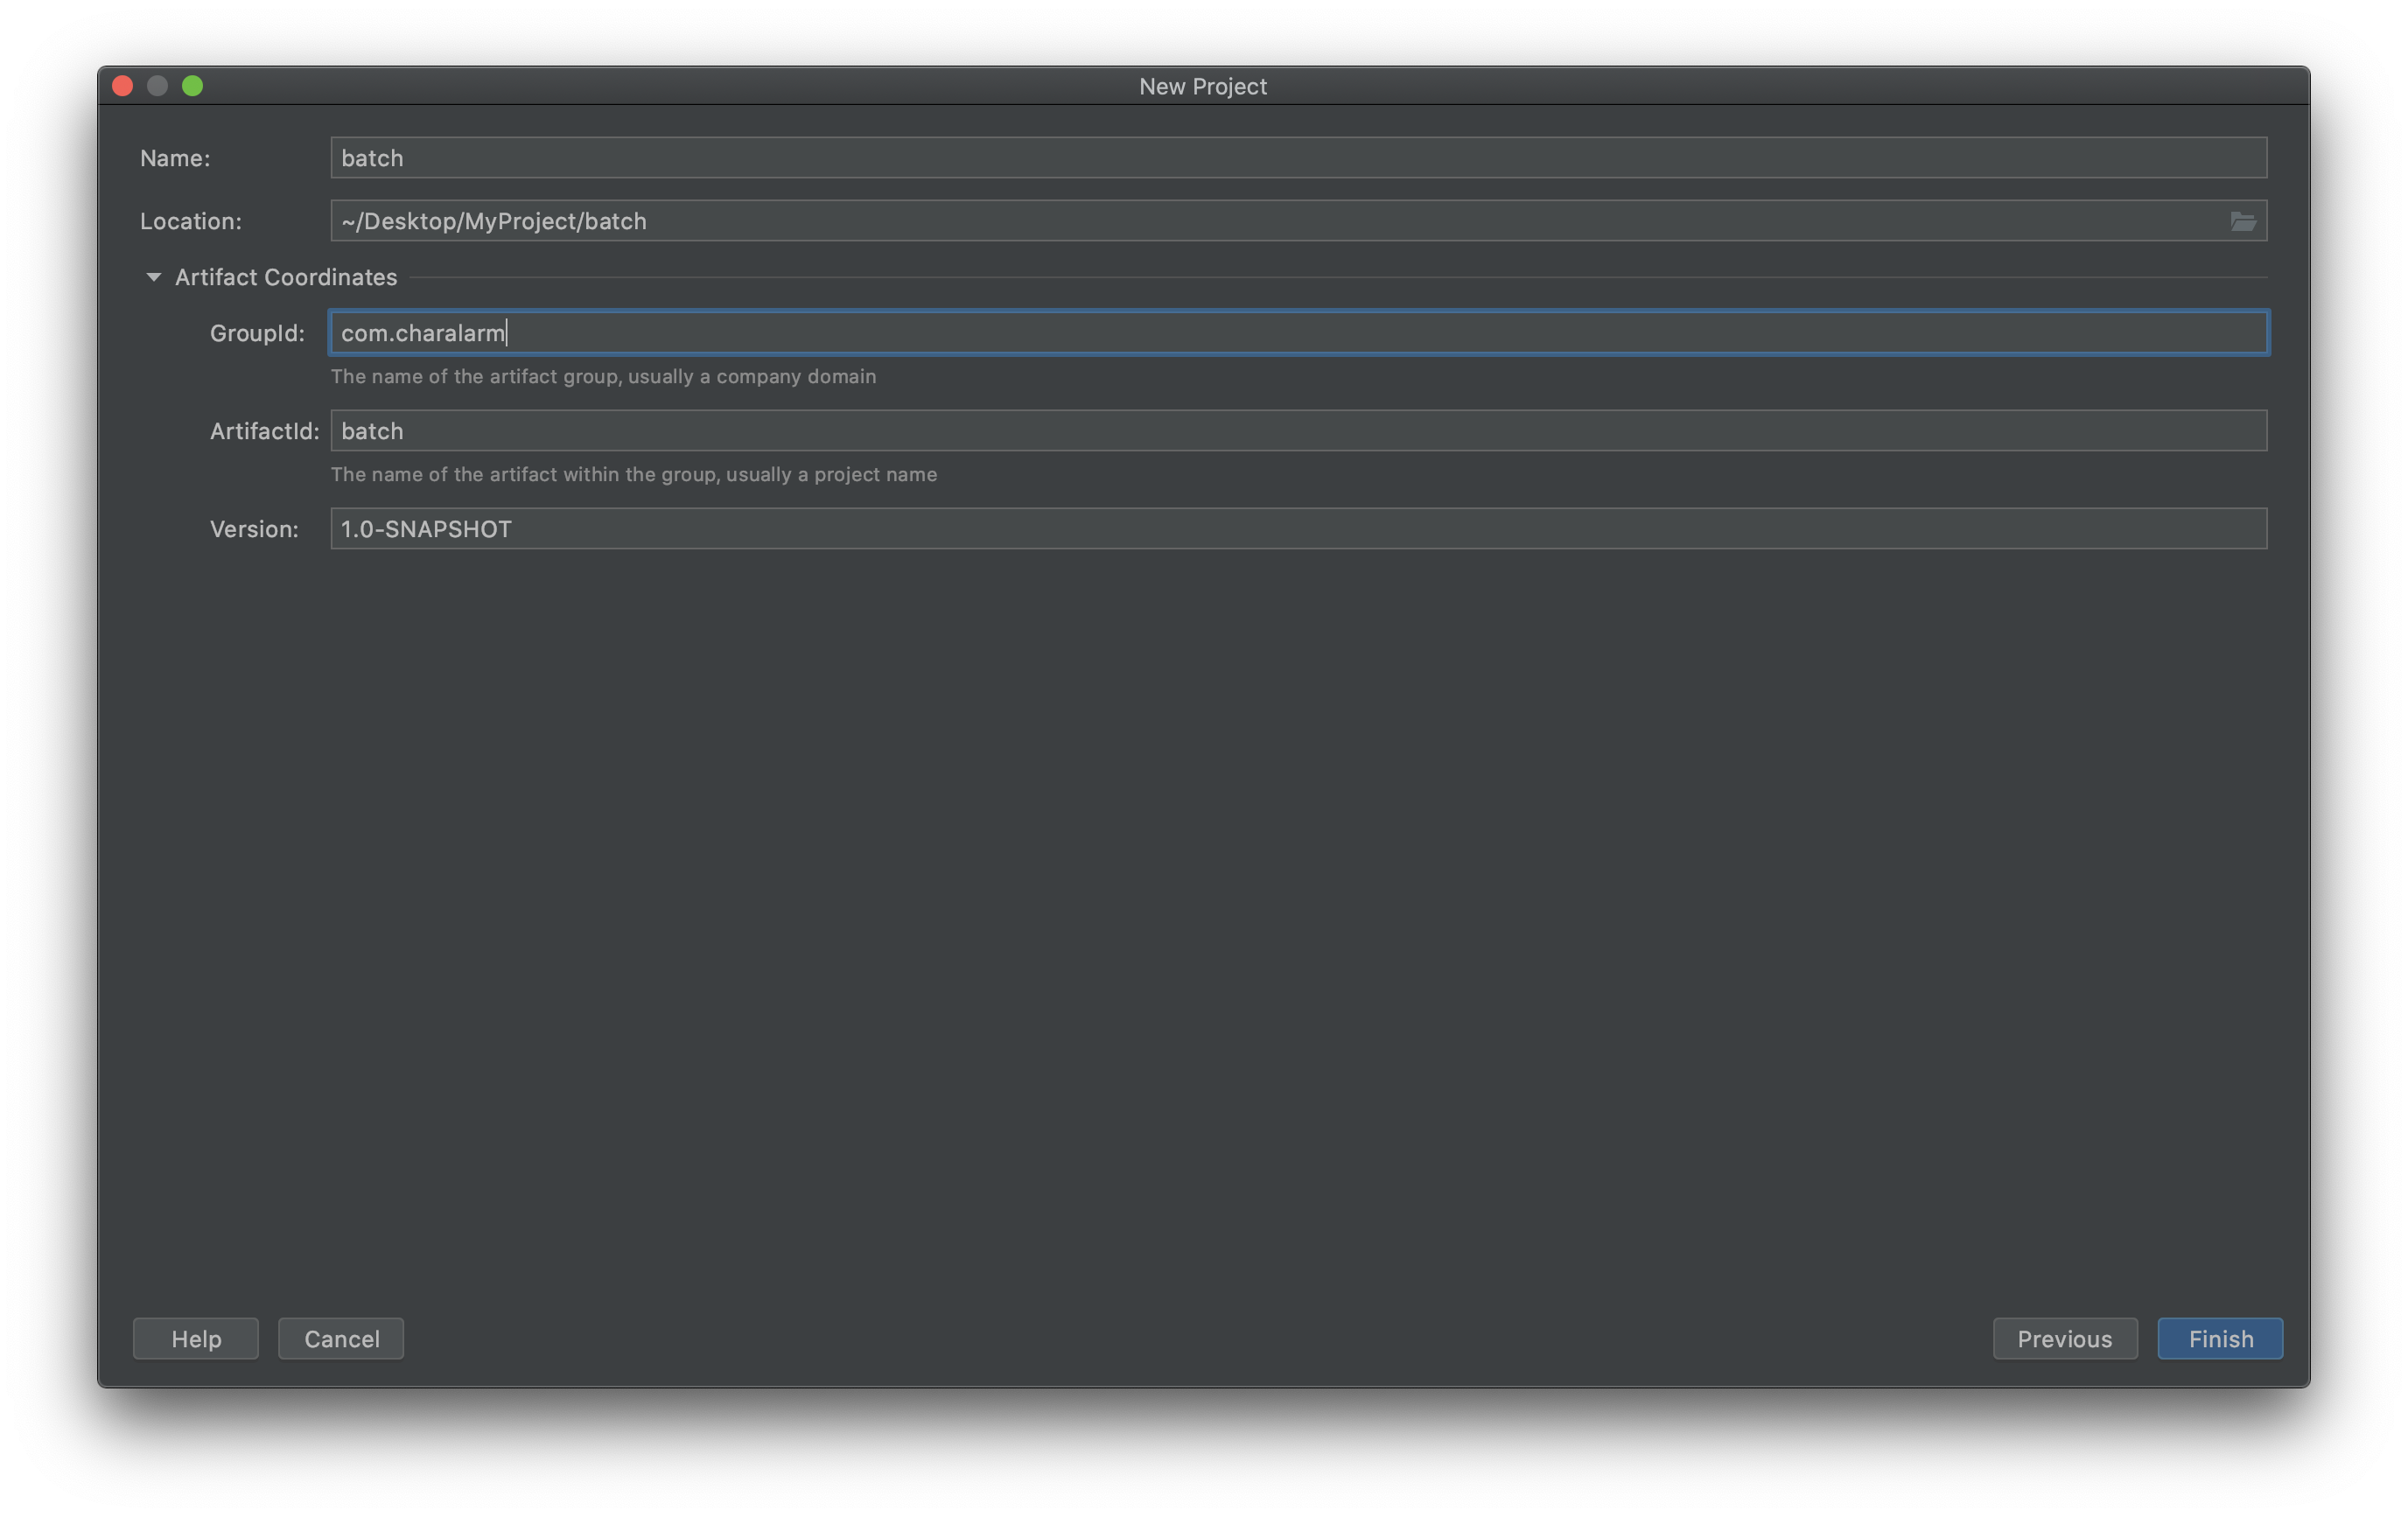 New Project
Name: batch
Location: ~/Desktop/MyProject/batch
Artifact Coordinates
GroupId: com.charalarm
The name of the artifact group, usually a company domain
ArtifactId: batch
The name of the artifact within the group, usually a project name
Version: 1.0-SNAPSHOT
Help Cancel Previous Finish